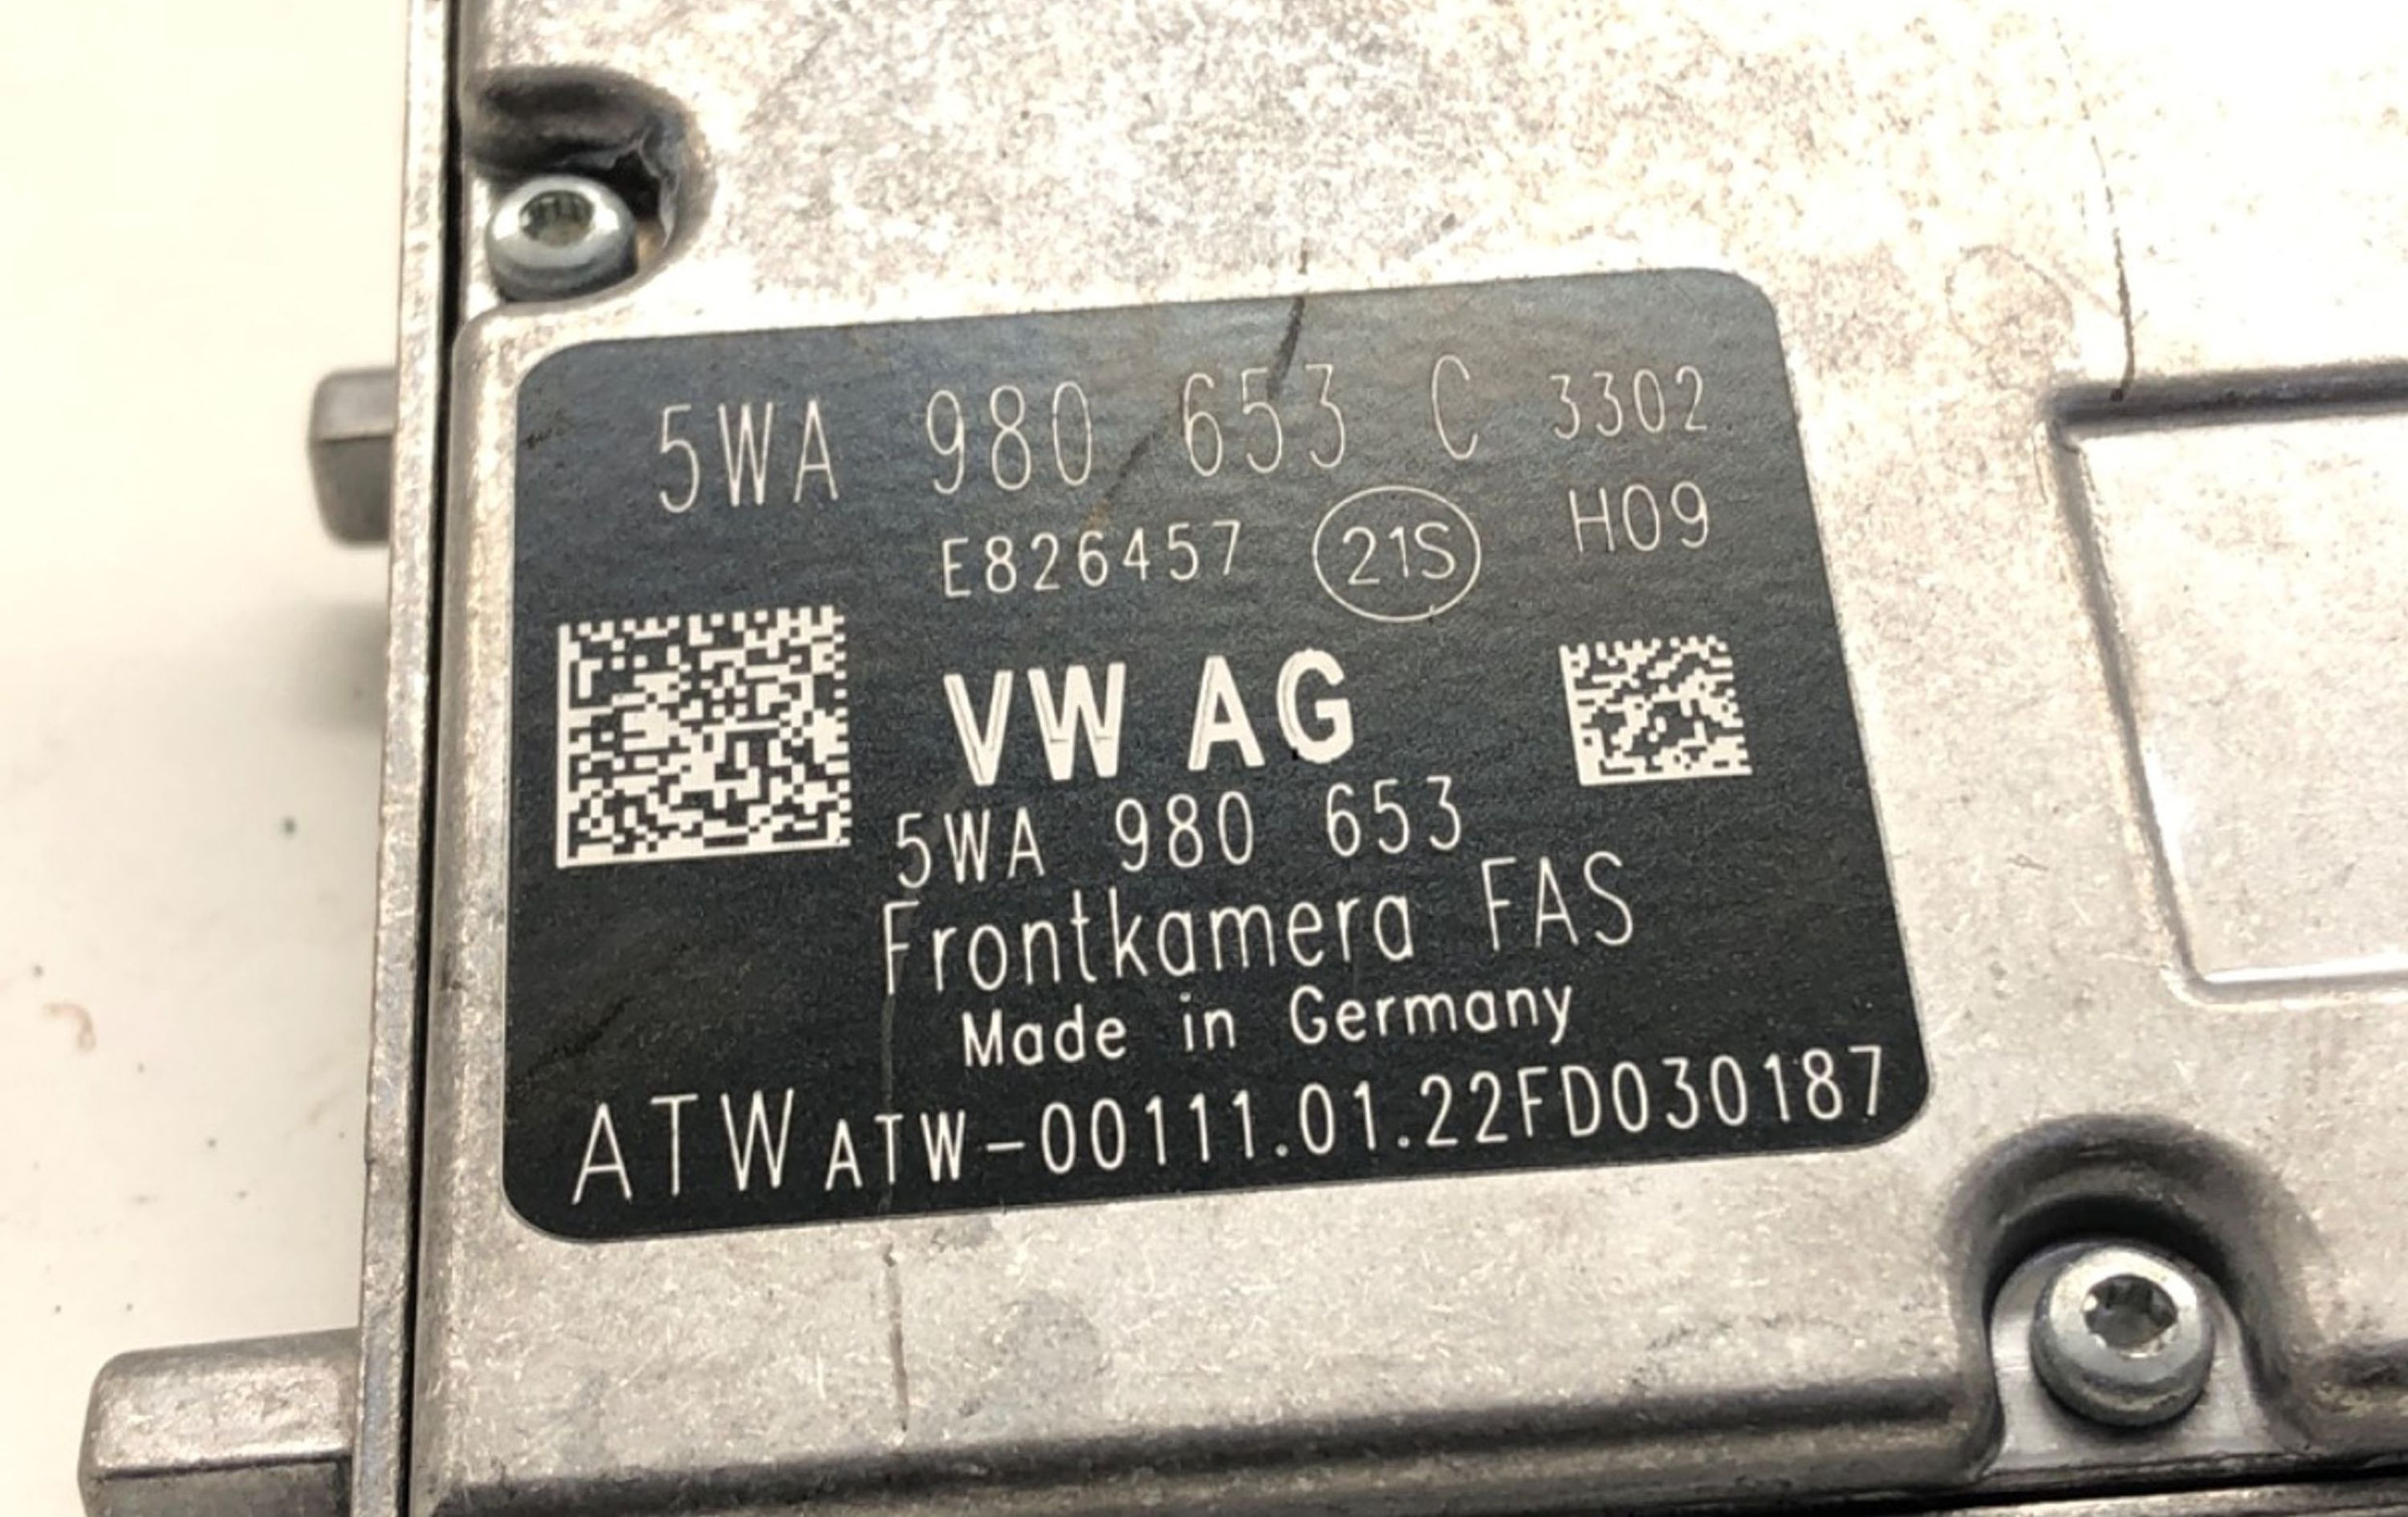 5WA 980 653 C 3302
E826457 21S H09
VW AG
5WA 980 653
Frontkamera FAS
Made in Germany
ATW ATW-00111.01.22FD030187